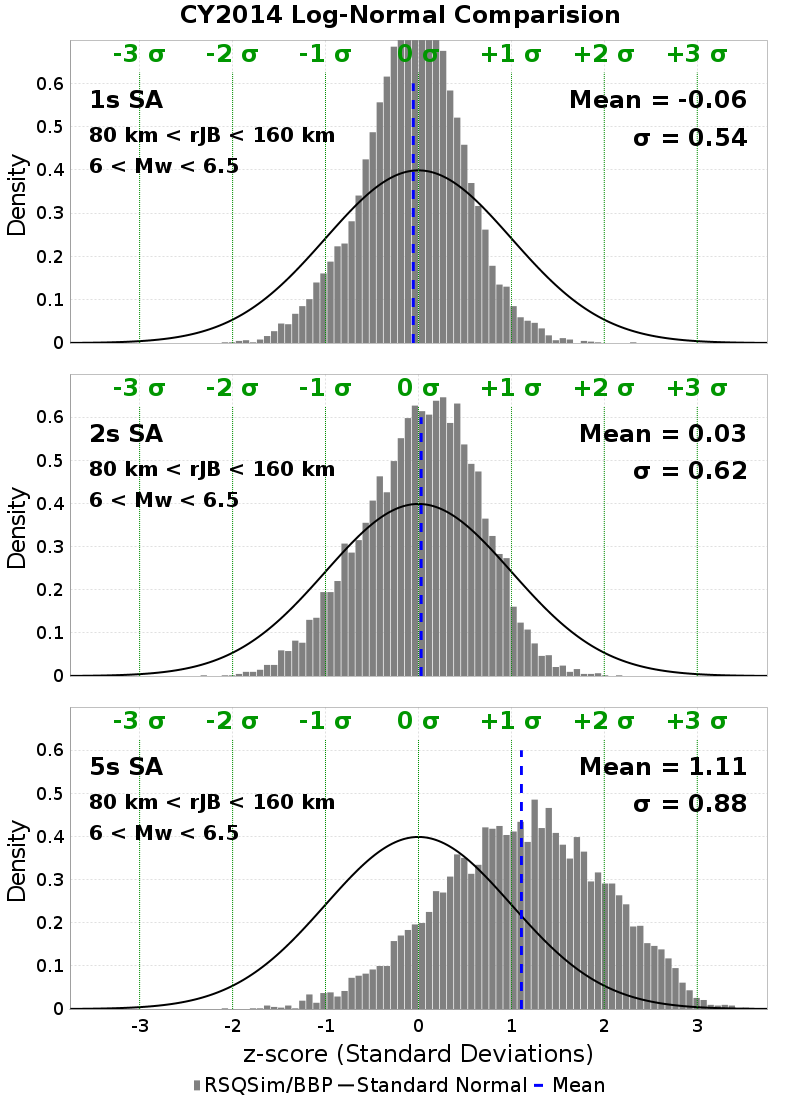 CY2014 Log-Normal Comparision
-3 σ -2 σ -1 σ 0 σ +1 σ +2 σ +3 σ
1s SA
Mean = -0.06
80 km < rJB < 160 km
σ = 0.54
6 < Mw < 6.5
0.6
0.5
0.4
0.3
0.2
0.1
0
Density
-3 σ -2 σ -1 σ 0 σ +1 σ +2 σ +3 σ
2s SA
Mean = 0.03
80 km < rJB < 160 km
σ = 0.62
6 < Mw < 6.5
0.6
0.5
0.4
0.3
0.2
0.1
0
Density
-3 σ -2 σ -1 σ 0 σ +1 σ +2 σ +3 σ
5s SA
Mean = 1.11
80 km < rJB < 160 km
σ = 0.88
6 < Mw < 6.5
0.6
0.5
0.4
0.3
0.2
0.1
0
Density
-3 -2 -1 0 1 2 3
z-score (Standard Deviations)
RSQSim/BBP Standard Normal Mean